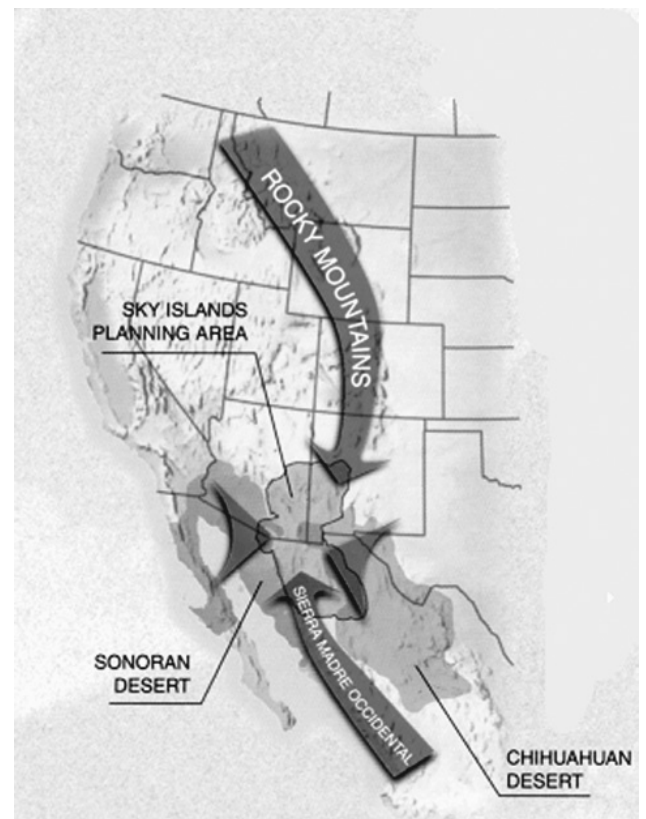 ROCKY MOUNTAINS
SKY ISLANDS
PLANNING AREA
SIERRA MADRE OCCIDENTAL
SONORAN
DESERT
CHIHUAHUAN
DESERT